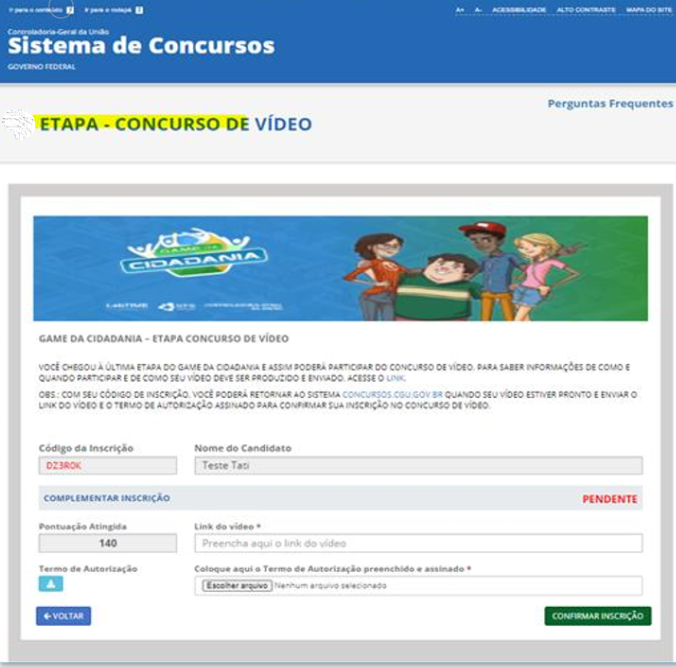 Ir para o conteúdo 1 Ir para o rodapé 2 A+ A- ACESSIBILIDADE ALTO CONTRASTE MAPA DO SITE
Controladoria-Geral da União
Sistema de Concursos
GOVERNO FEDERAL
Perguntas Frequentes
ETAPA - CONCURSO DE VÍDEO
GAME DA
CIDADANIA
LabTIME UFG CONTROLADORIA-GERAL
DA UNIÃO
GAME DA CIDADANIA – ETAPA CONCURSO DE VÍDEO
VOCÊ CHEGOU À ÚLTIMA ETAPA DO GAME DA CIDADANIA E ASSIM PODERÁ PARTICIPAR DO CONCURSO DE VÍDEO. PARA SABER INFORMAÇÕES DE COMO E
QUANDO PARTICIPAR E DE COMO SEU VÍDEO DEVE SER PRODUZIDO E ENVIADO, ACESSE O LINK.
OBS.: COM SEU CÓDIGO DE INSCRIÇÃO, VOCÊ PODERÁ RETORNAR AO SISTEMA CONCURSOS.CGU.GOV.BR QUANDO SEU VÍDEO ESTIVER PRONTO E ENVIAR O
LINK DO VÍDEO E O TERMO DE AUTORIZAÇÃO ASSINADO PARA CONFIRMAR SUA INSCRIÇÃO NO CONCURSO DE VÍDEO.
Código da Inscrição Nome do Candidato
DZ3R0K Teste Tati
COMPLEMENTAR INSCRIÇÃO PENDENTE
Pontuação Atingida Link do vídeo *
140 Preencha aqui o link do vídeo
Termo de Autorização Coloque aqui o Termo de Autorização preenchido e assinado *
Escolher arquivo Nenhum arquivo selecionado
VOLTAR CONFIRMAR INSCRIÇÃO